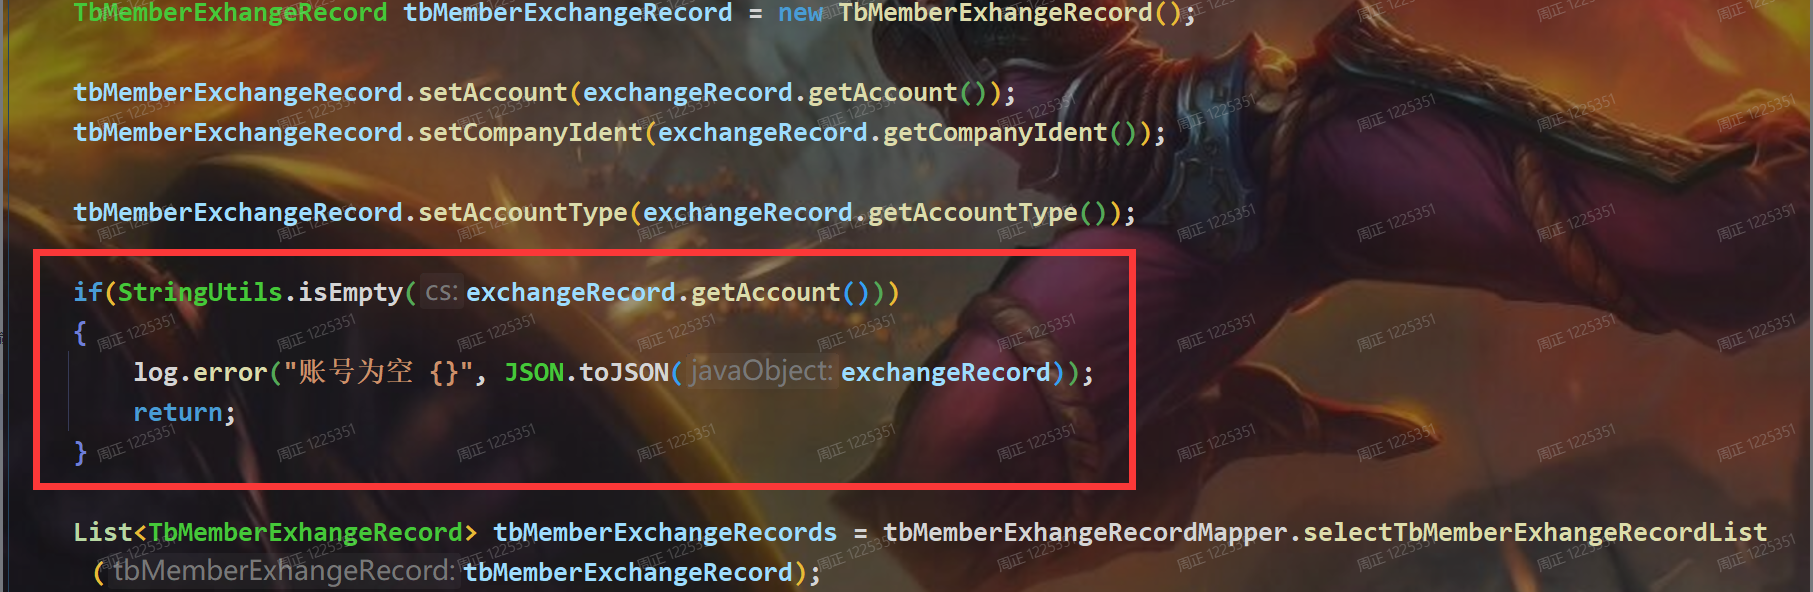 TbMemberExhangeRecord tbMemberExchangeRecord = new TbMemberExhangeRecord();
tbMemberExchangeRecord.setAccount(exchangeRecord.getAccount());
tbMemberExchangeRecord.setCompanyIdent(exchangeRecord.getCompanyIdent());
tbMemberExchangeRecord.setAccountType(exchangeRecord.getAccountType());
if(StringUtils.isEmpty( cs: exchangeRecord.getAccount()))
{
log.error("账号为空 {}", JSON.toJSON( javaObject: exchangeRecord));
return;
}
List<TbMemberExhangeRecord> tbMemberExchangeRecords = tbMemberExhangeRecordMapper.selectTbMemberExhangeRecordList
( tbMemberExhangeRecord: tbMemberExchangeRecord);
周正 1225351